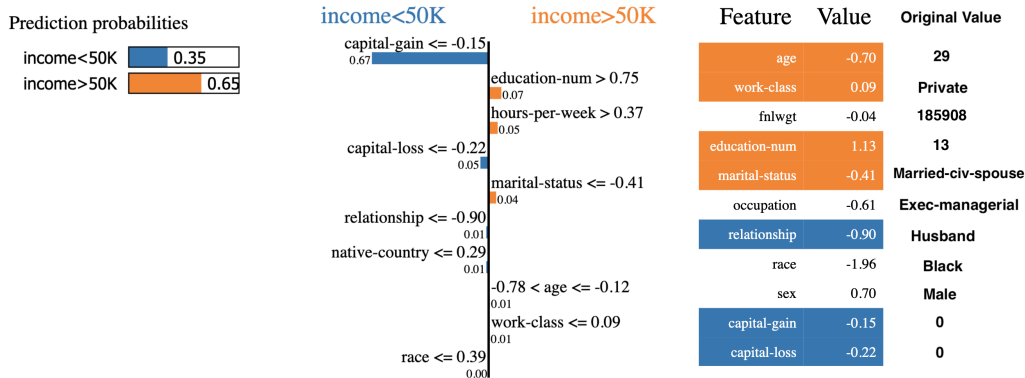 Prediction probabilities
income<50K 0.35
income>50K 0.65
income<50K income>50K
capital-gain <= -0.15
0.67
education-num > 0.75
0.07
hours-per-week > 0.37
0.05
capital-loss <= -0.22
0.05
marital-status <= -0.41
0.04
relationship <= -0.90
0.01
native-country <= 0.29
0.01
-0.78 < age <= -0.12
0.01
work-class <= 0.09
0.01
race <= 0.39
0.00
Feature Value Original Value
age -0.70 29
work-class 0.09 Private
fnlwgt -0.04 185908
education-num 1.13 13
marital-status -0.41 Married-civ-spouse
occupation -0.61 Exec-managerial
relationship -0.90 Husband
race -1.96 Black
sex 0.70 Male
capital-gain -0.15 0
capital-loss -0.22 0